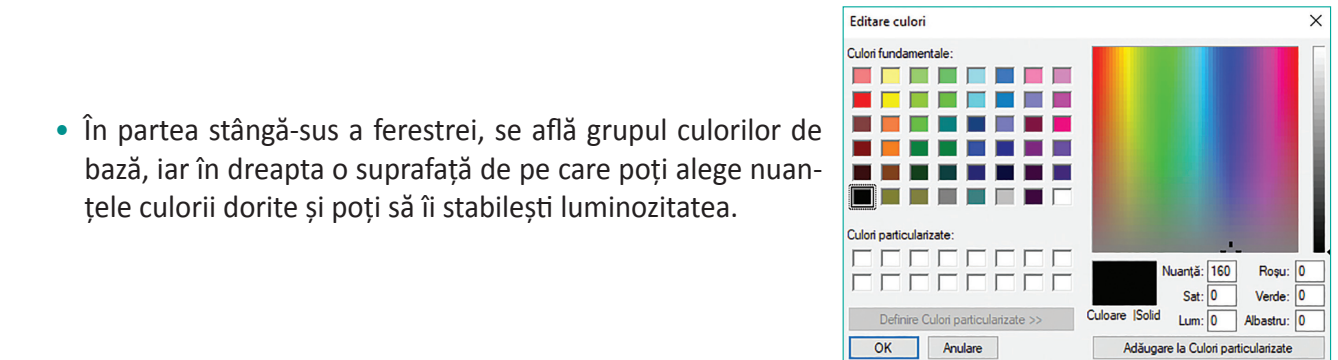 • În partea stângă-sus a ferestrei, se află grupul culorilor de
bază, iar în dreapta o suprafață de pe care poți alege nuan-
țele culorii dorite și poți să îi stabilești luminozitatea.
Editare culori
Culori fundamentale:
Culori particularizate:
Definire Culori particularizate >>
OK Anulare
Culoare |Solid
Nuanță: 160 Roșu: 0
Sat: 0 Verde: 0
Lum: 0 Albastru: 0
Adăugare la Culori particularizate